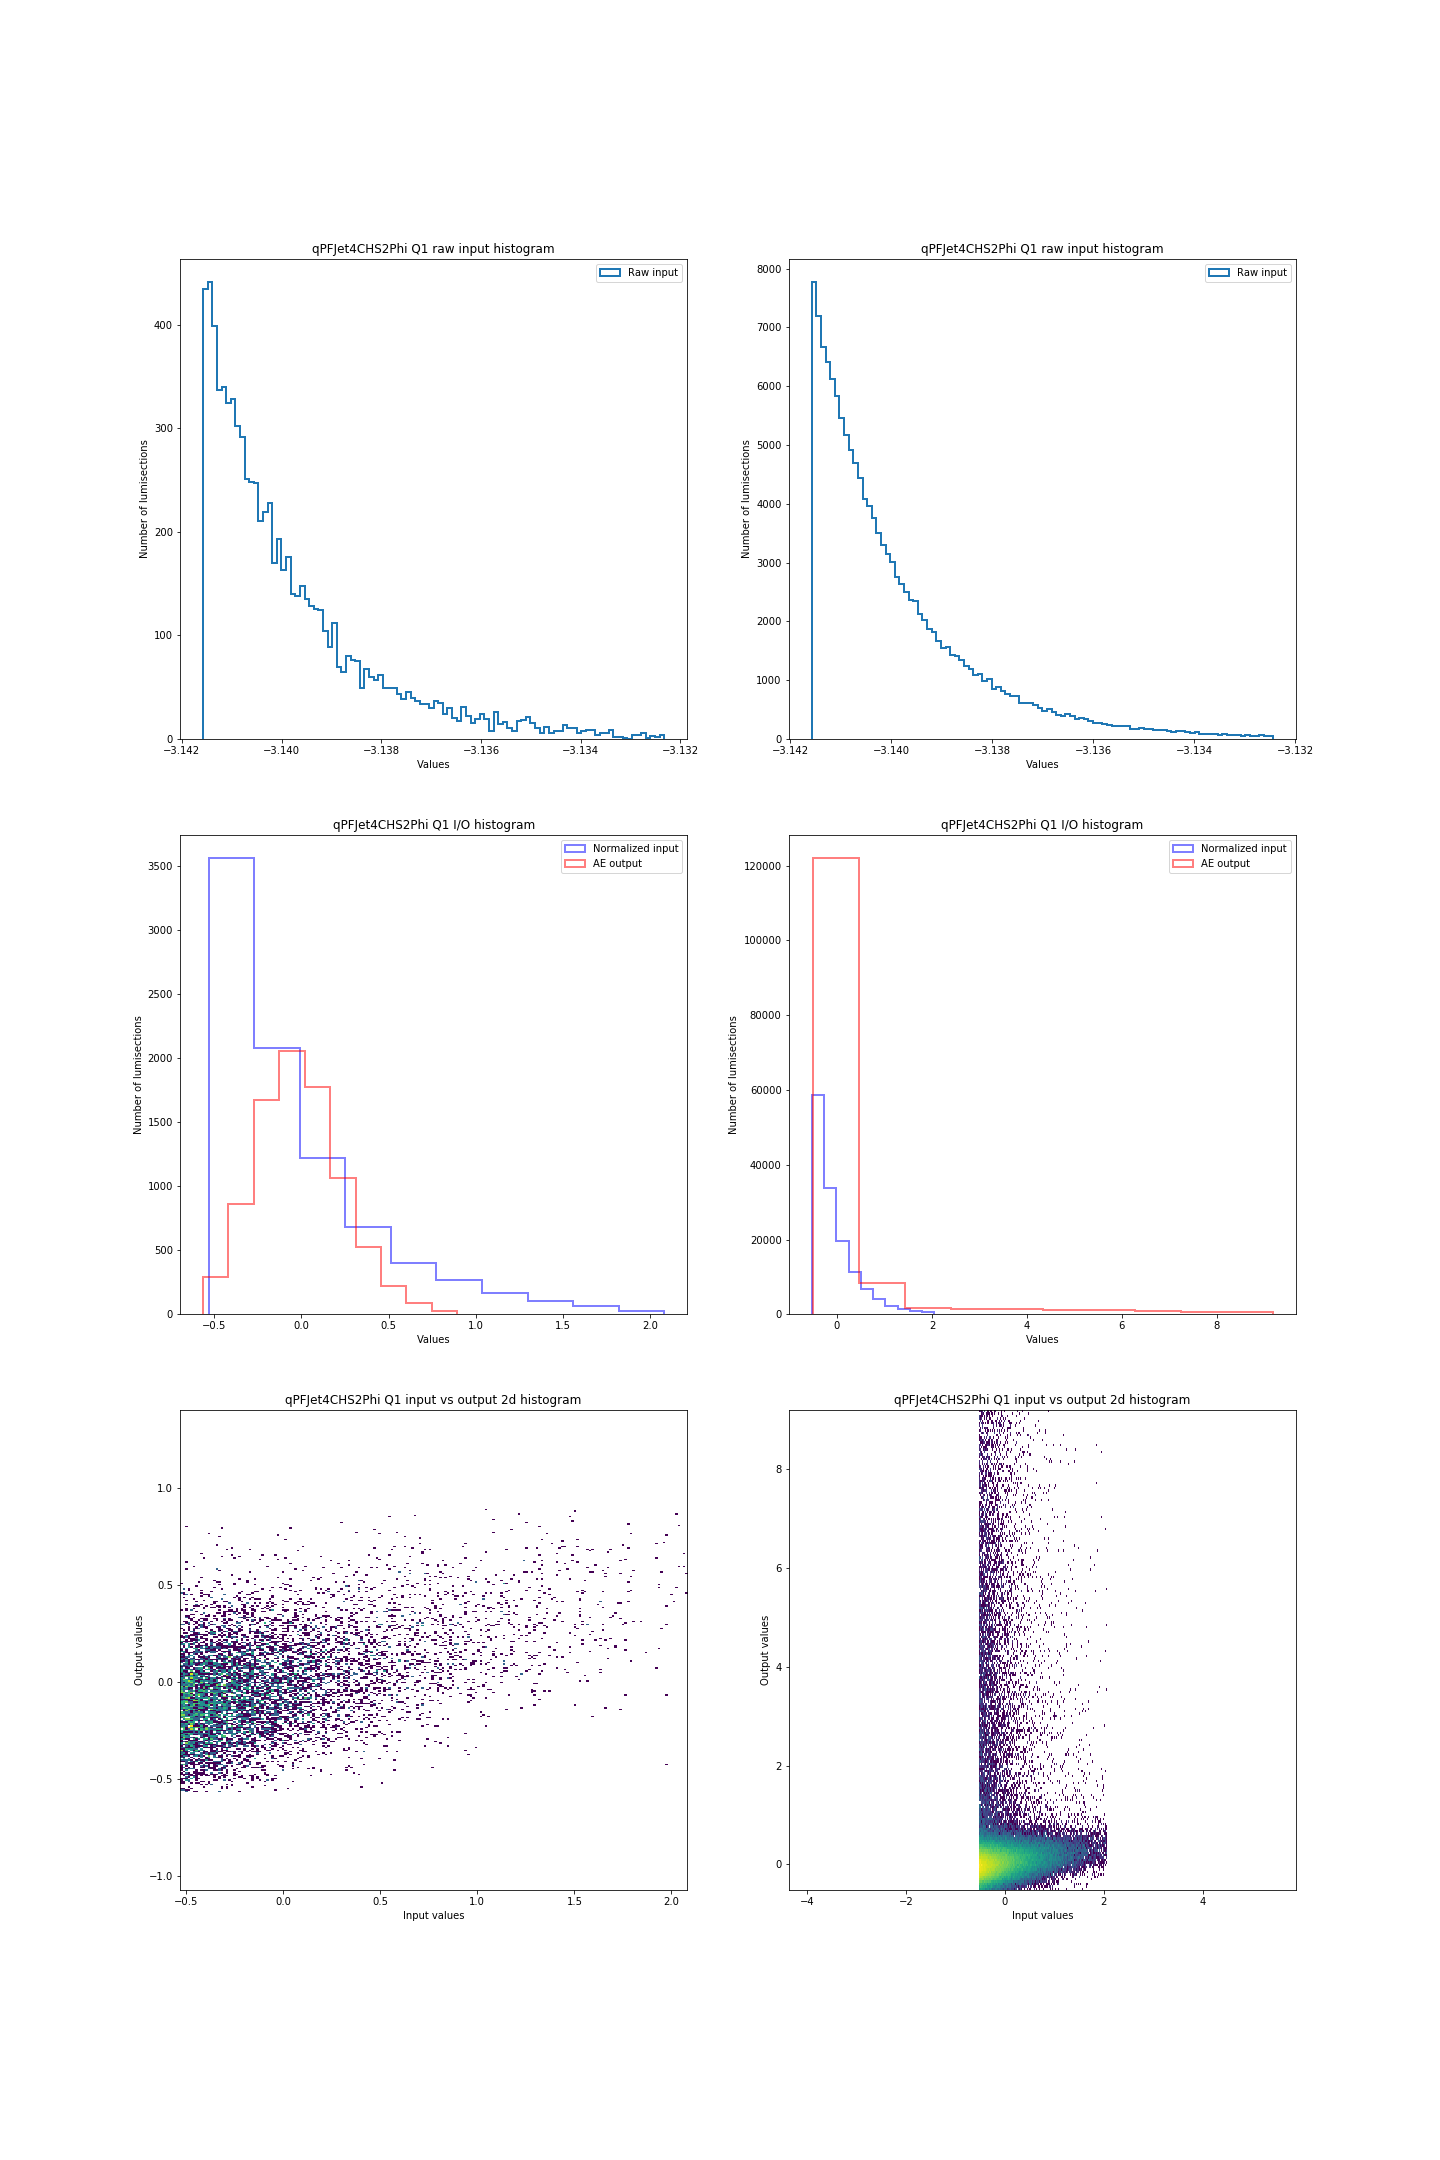 qPFJet4CHS2Phi Q1 raw input histogram
Raw input
Number of lumisections
400
300
200
100
0
−3.142 −3.140 −3.138 −3.136 −3.134 −3.132
Values
qPFJet4CHS2Phi Q1 raw input histogram
Raw input
Number of lumisections
8000
7000
6000
5000
4000
3000
2000
1000
0
−3.142 −3.140 −3.138 −3.136 −3.134 −3.132
Values
qPFJet4CHS2Phi Q1 I/O histogram
Normalized input
AE output
Number of lumisections
3500
3000
2500
2000
1500
1000
500
0
−0.5 0.0 0.5 1.0 1.5 2.0
Values
qPFJet4CHS2Phi Q1 I/O histogram
Normalized input
AE output
Number of lumisections
120000
100000
80000
60000
40000
20000
0
0 2 4 6 8
Values
qPFJet4CHS2Phi Q1 input vs output 2d histogram
Output values
1.0
0.5
0.0
−0.5
−1.0
−0.5 0.0 0.5 1.0 1.5 2.0
Input values
qPFJet4CHS2Phi Q1 input vs output 2d histogram
Output values
8
6
4
2
0
−4 −2 0 2 4
Input values